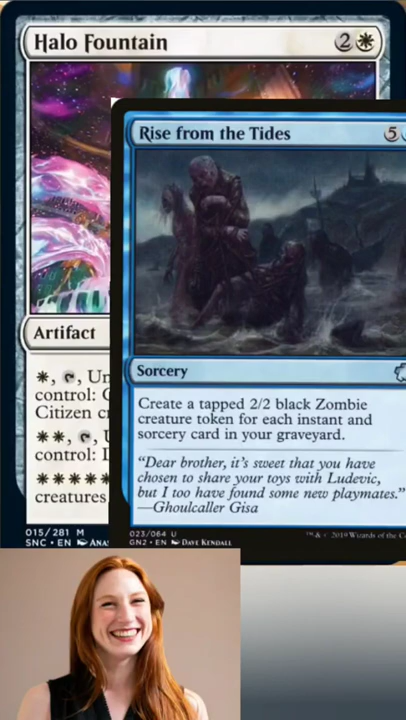 Halo Fountain 2
Rise from the Tides 5
Artifact
Sorcery
, Un
control: C
Citizen cr
control:
creatures
Create a tapped 2/2 black Zombie
creature token for each instant and
sorcery card in your graveyard.
“Dear brother, it’s sweet that you have
chosen to share your toys with Ludevic,
but I too have found some new playmates.”
—Ghoulcaller Gisa
015/281 M
SNC • EN
023/064 U
GN2 • EN Dave Kendall
™ & © 2019 Wizards of the Co